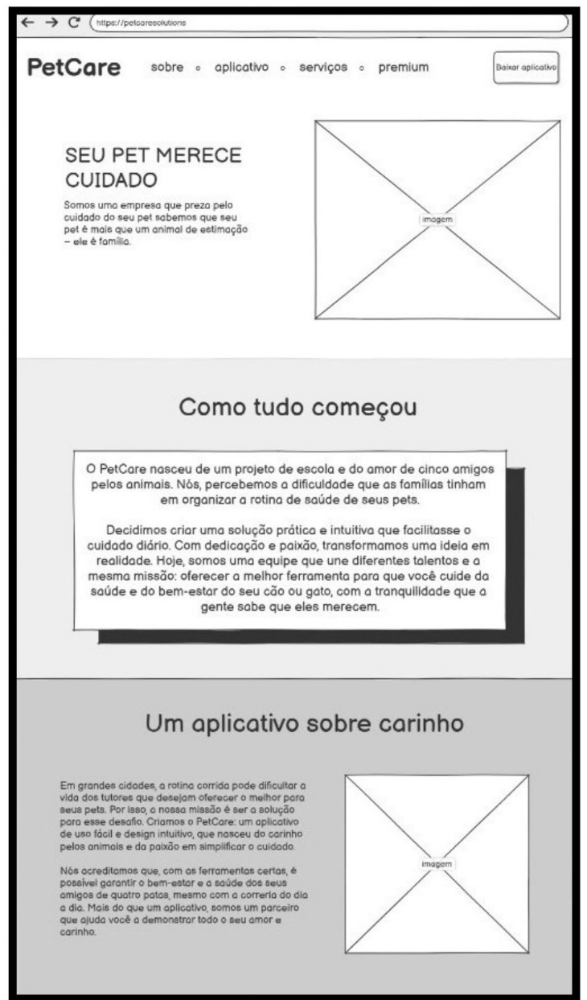 https://petcaresolutions
PetCare sobre aplicativo serviços premium Baixar aplicativo
SEU PET MERECE
CUIDADO
Somos uma empresa que preza pelo
cuidado do seu pet sabemos que seu
pet é mais que um animal de estimação
– ele é família.
imagem
Como tudo começou
O PetCare nasceu de um projeto de escola e do amor de cinco amigos
pelos animais. Nós, percebemos a dificuldade que as famílias tinham
em organizar a rotina de saúde de seus pets.
Decidimos criar uma solução prática e intuitiva que facilitasse o
cuidado diário. Com dedicação e paixão, transformamos uma ideia em
realidade. Hoje, somos uma equipe que une diferentes talentos e a
mesma missão: oferecer a melhor ferramenta para que você cuide da
saúde e do bem-estar do seu cão ou gato, com a tranquilidade que a
gente sabe que eles merecem.
Um aplicativo sobre carinho
Em grandes cidades, a rotina corrida pode dificultar a
vida dos tutores que desejam oferecer o melhor para
seus pets. Por isso, a nossa missão é ser a solução
para esse desafio. Criamos o PetCare: um aplicativo
de uso fácil e design intuitivo, que nasceu do carinho
pelos animais e da paixão em simplificar o cuidado.
Nós acreditamos que, com as ferramentas certas, é
possível garantir o bem-estar e a saúde dos seus
amigos de quatro patas, mesmo com a correria do dia
a dia. Mais do que um aplicativo, somos um parceiro
que ajuda você a demonstrar todo o seu amor e
carinho.
imagem